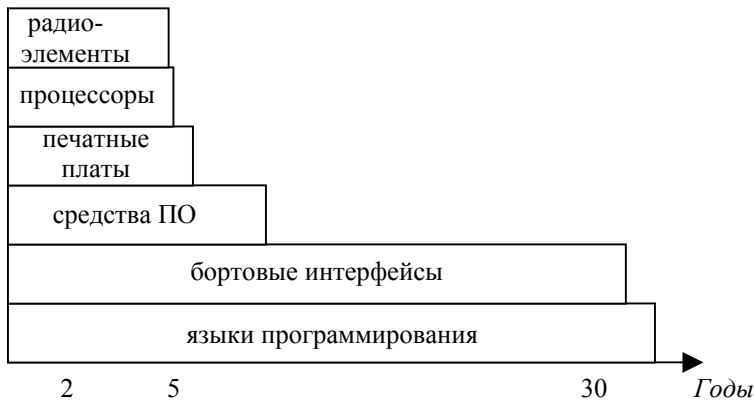 радио-
элементы
процессоры
печатные
платы
средства ПО
бортовые интерфейсы
языки программирования
2 5 30 Годы